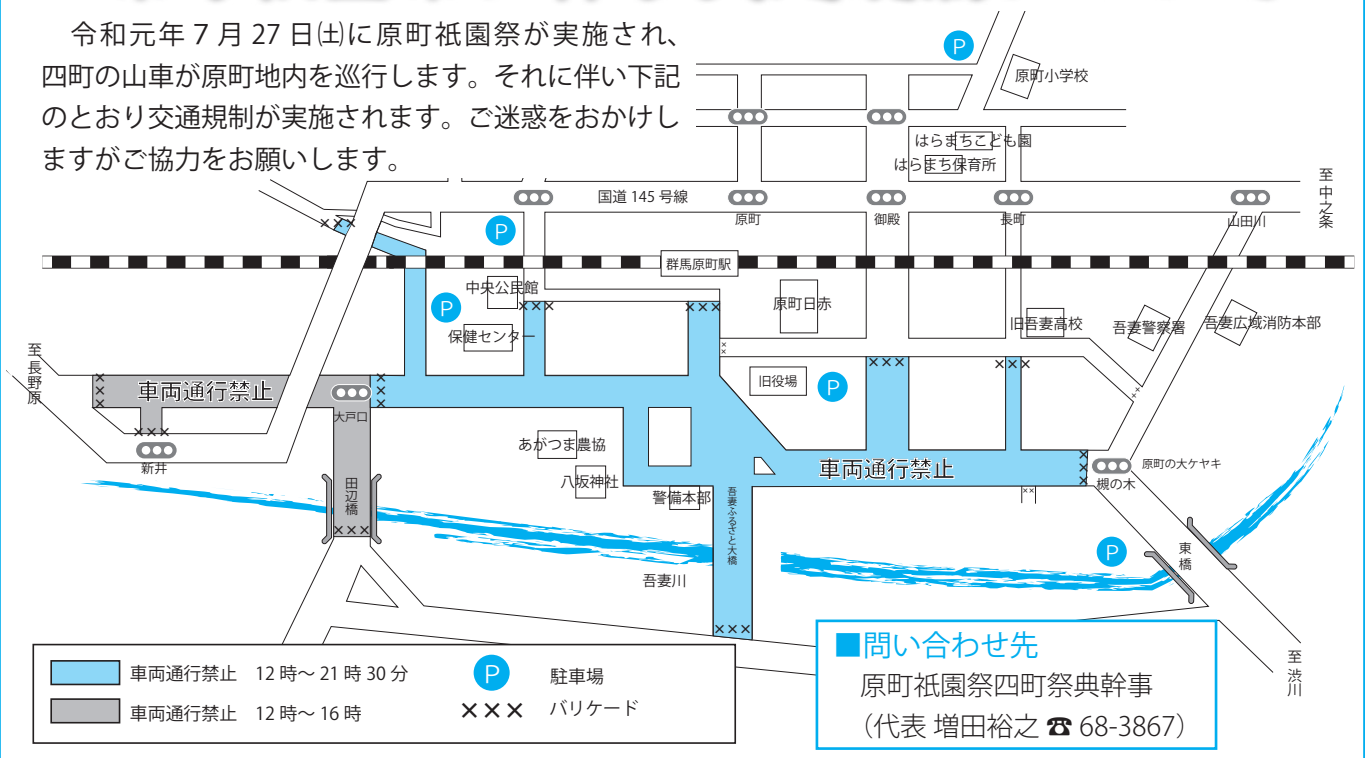 令和元年7月27日㈯に原町祇園祭が実施され、
四町の山車が原町地内を巡行します。それに伴い下記
のとおり交通規制が実施されます。ご迷惑をおかけし
ますがご協力をお願いします。
P
原町小学校
はらまちこども園
はらまち保育所
国道145号線
原町
御殿
長町
山田川
至中之条
P
群馬原町駅
中央公民館
P
保健センター
原町日赤
旧吾妻高校
吾妻警察署
吾妻広域消防本部
至長野原
車両通行禁止
大戸口
新井
旧役場
P
あがつま農協
八坂神社
警備本部
車両通行禁止
原町の大ケヤキ
槻の木
田辺橋
吾妻ふるさと大橋
吾妻川
P
東橋
至渋川
車両通行禁止 12時〜21時30分
車両通行禁止 12時〜16時
P 駐車場
××× バリケード
■問い合わせ先
原町祇園祭四町祭典幹事
（代表 増田裕之 ☎ 68-3867）